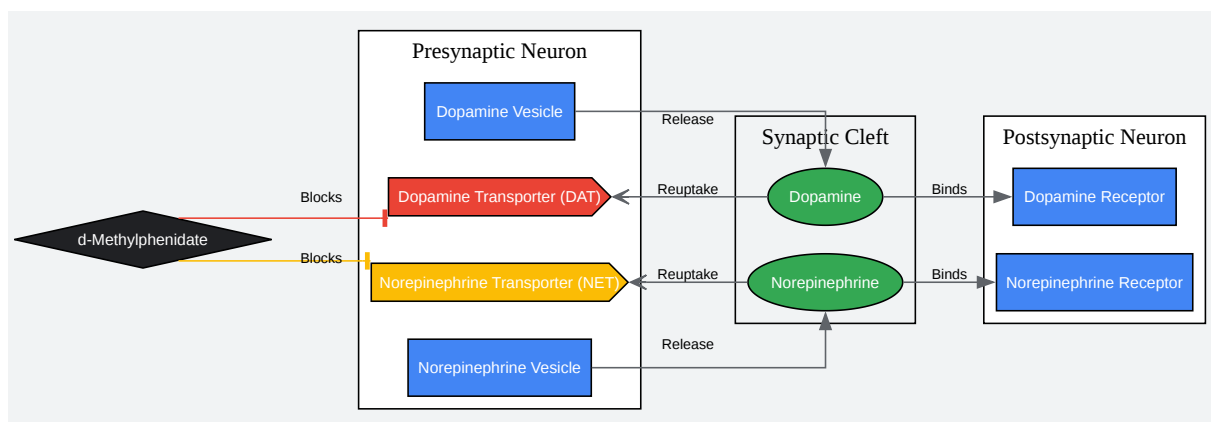 Presynaptic Neuron
Dopamine Vesicle
Release
Synaptic Cleft
Postsynaptic Neuron
Blocks
Dopamine Transporter (DAT)
Reuptake
Dopamine
Binds
Dopamine Receptor
d-Methylphenidate
Blocks
Norepinephrine Transporter (NET)
Reuptake
Norepinephrine
Binds
Norepinephrine Receptor
Norepinephrine Vesicle
Release